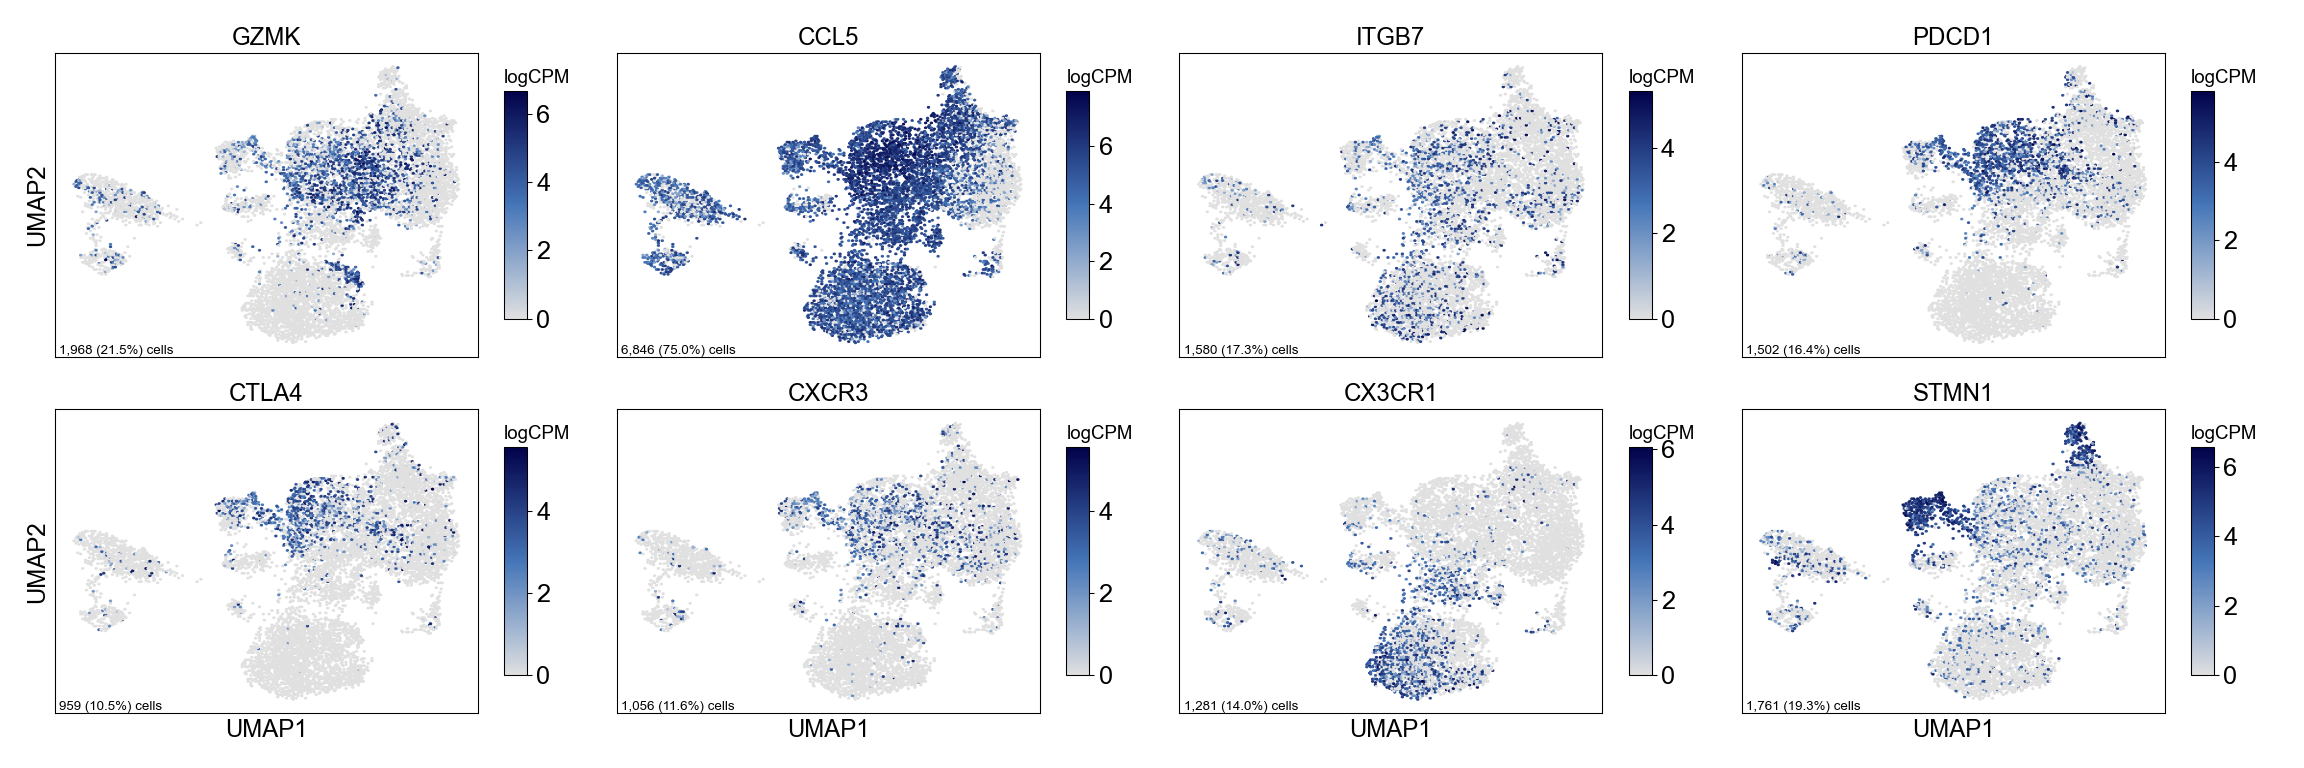 GZMK
CCL5
ITGB7
PDCD1
logCPM
logCPM
logCPM
logCPM
6
4
2
0
6
4
2
0
4
2
0
4
2
0
UMAP2
1,968 (21.5%) cells
6,846 (75.0%) cells
1,580 (17.3%) cells
1,502 (16.4%) cells
CTLA4
CXCR3
CX3CR1
STMN1
logCPM
logCPM
logCPM
logCPM
4
2
0
4
2
0
6
4
2
0
6
4
2
0
UMAP2
959 (10.5%) cells
1,056 (11.6%) cells
1,281 (14.0%) cells
1,761 (19.3%) cells
UMAP1
UMAP1
UMAP1
UMAP1